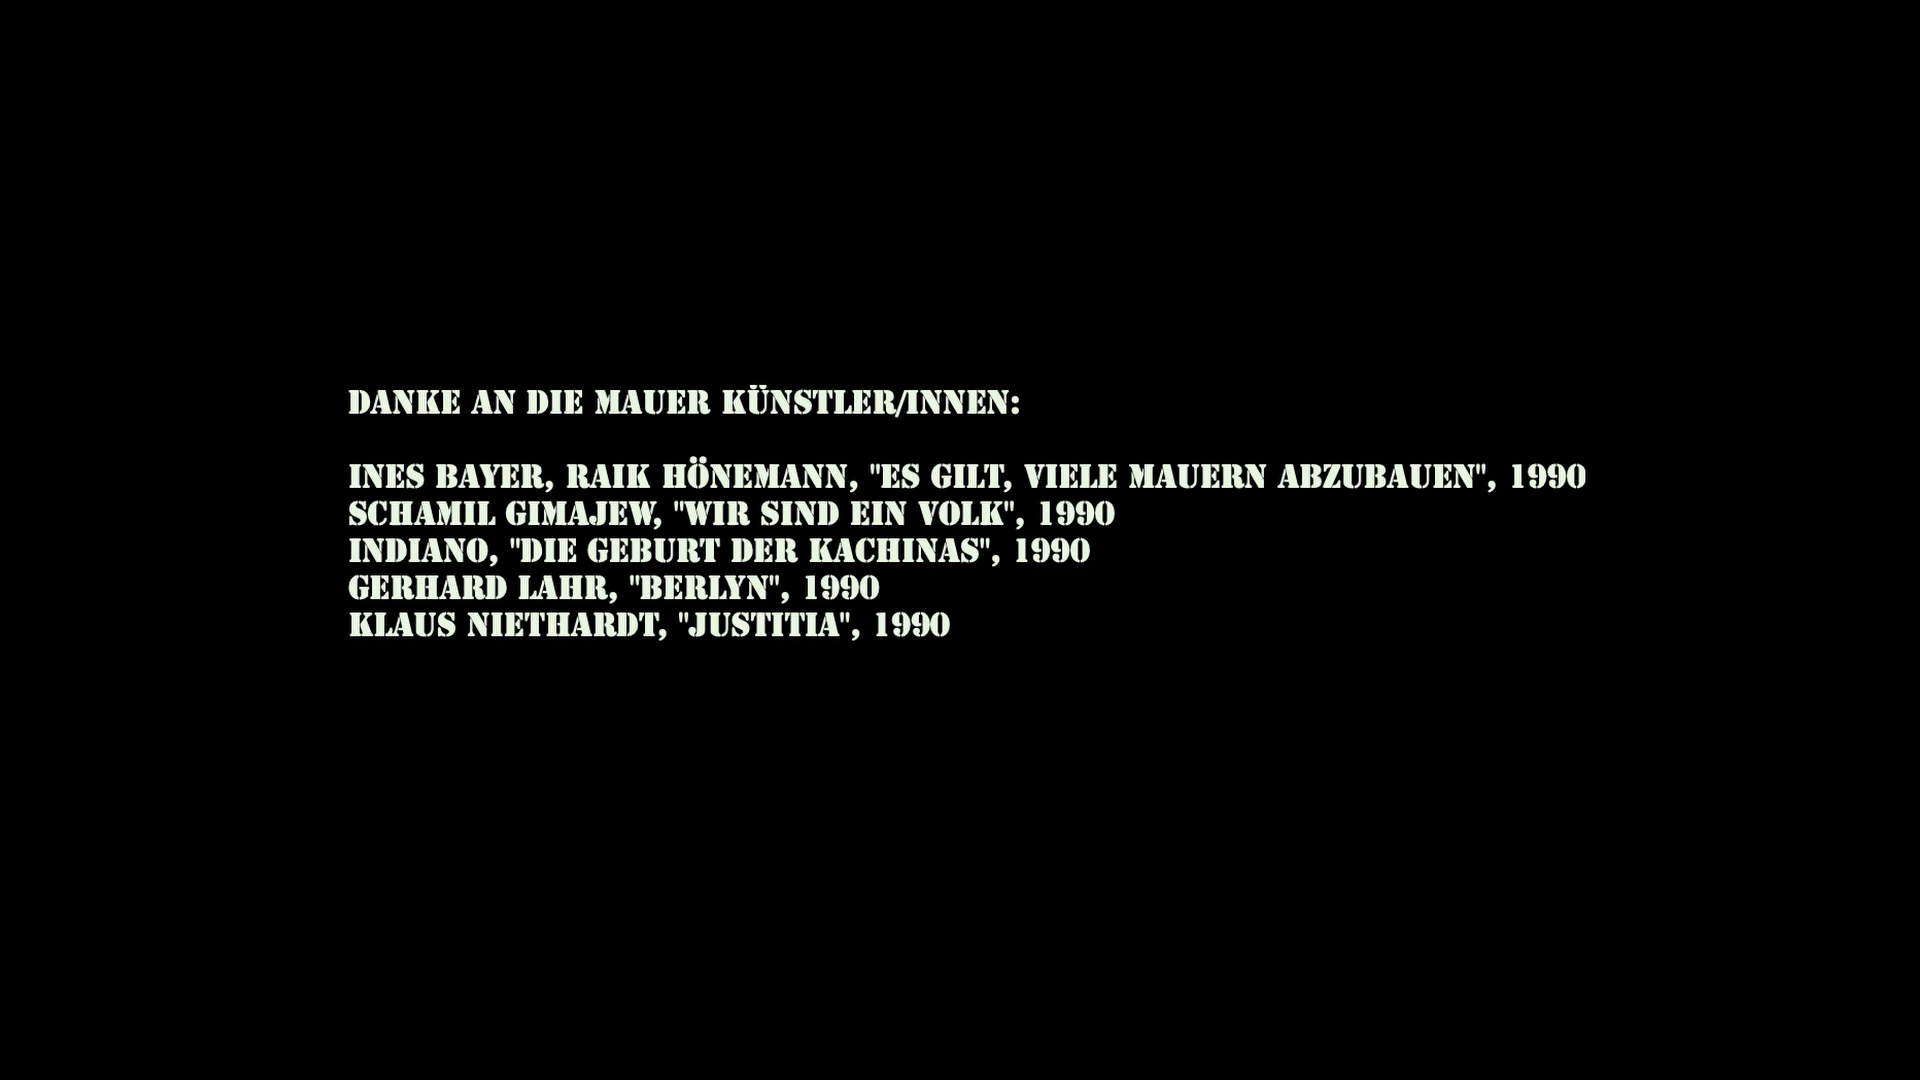 DANKE AN DIE MAUER KÜNSTLER/INNEN:
INES BAYER, RAIK HÖNEMANN, "ES GILT, VIELE MAUERN ABZUBAUEN", 1990
SCHAMIL GIMAJEW, "WIR SIND EIN VOLK", 1990
INDIANO, "DIE GEBURT DER KACHINAS", 1990
GERHARD LAHR, "BERLYN", 1990
KLAUS NIETHARDT, "JUSTITIA", 1990